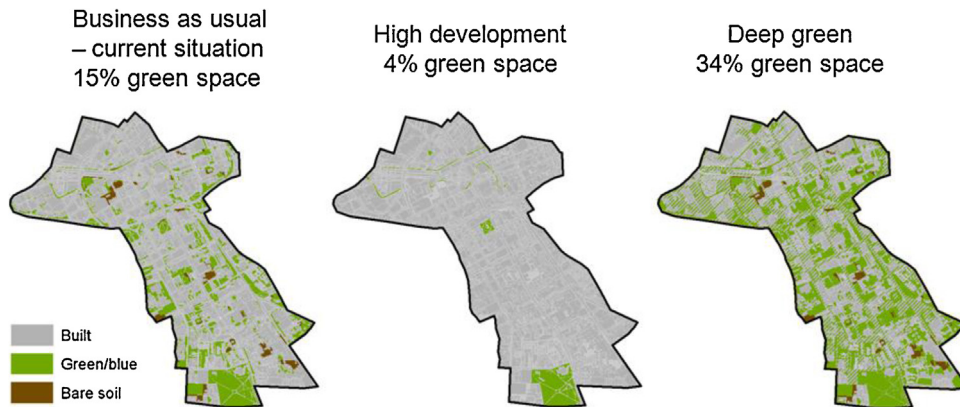 Business as usual
– current situation
15% green space
High development
4% green space
Deep green
34% green space
Built
Green/blue
Bare soil